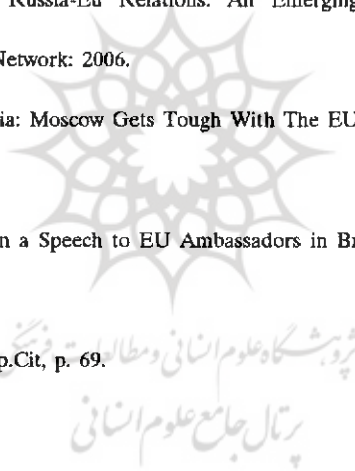 Russia-Eu Relations: An Emerging
Network: 2006.
ia: Moscow Gets Tough With The EU
n a Speech to EU Ambassadors in Br
پژوهشگاه علوم انسانی و مطالعات فرهنگی
p.Cit, p. 69.
پرتال جامع علوم انسانی